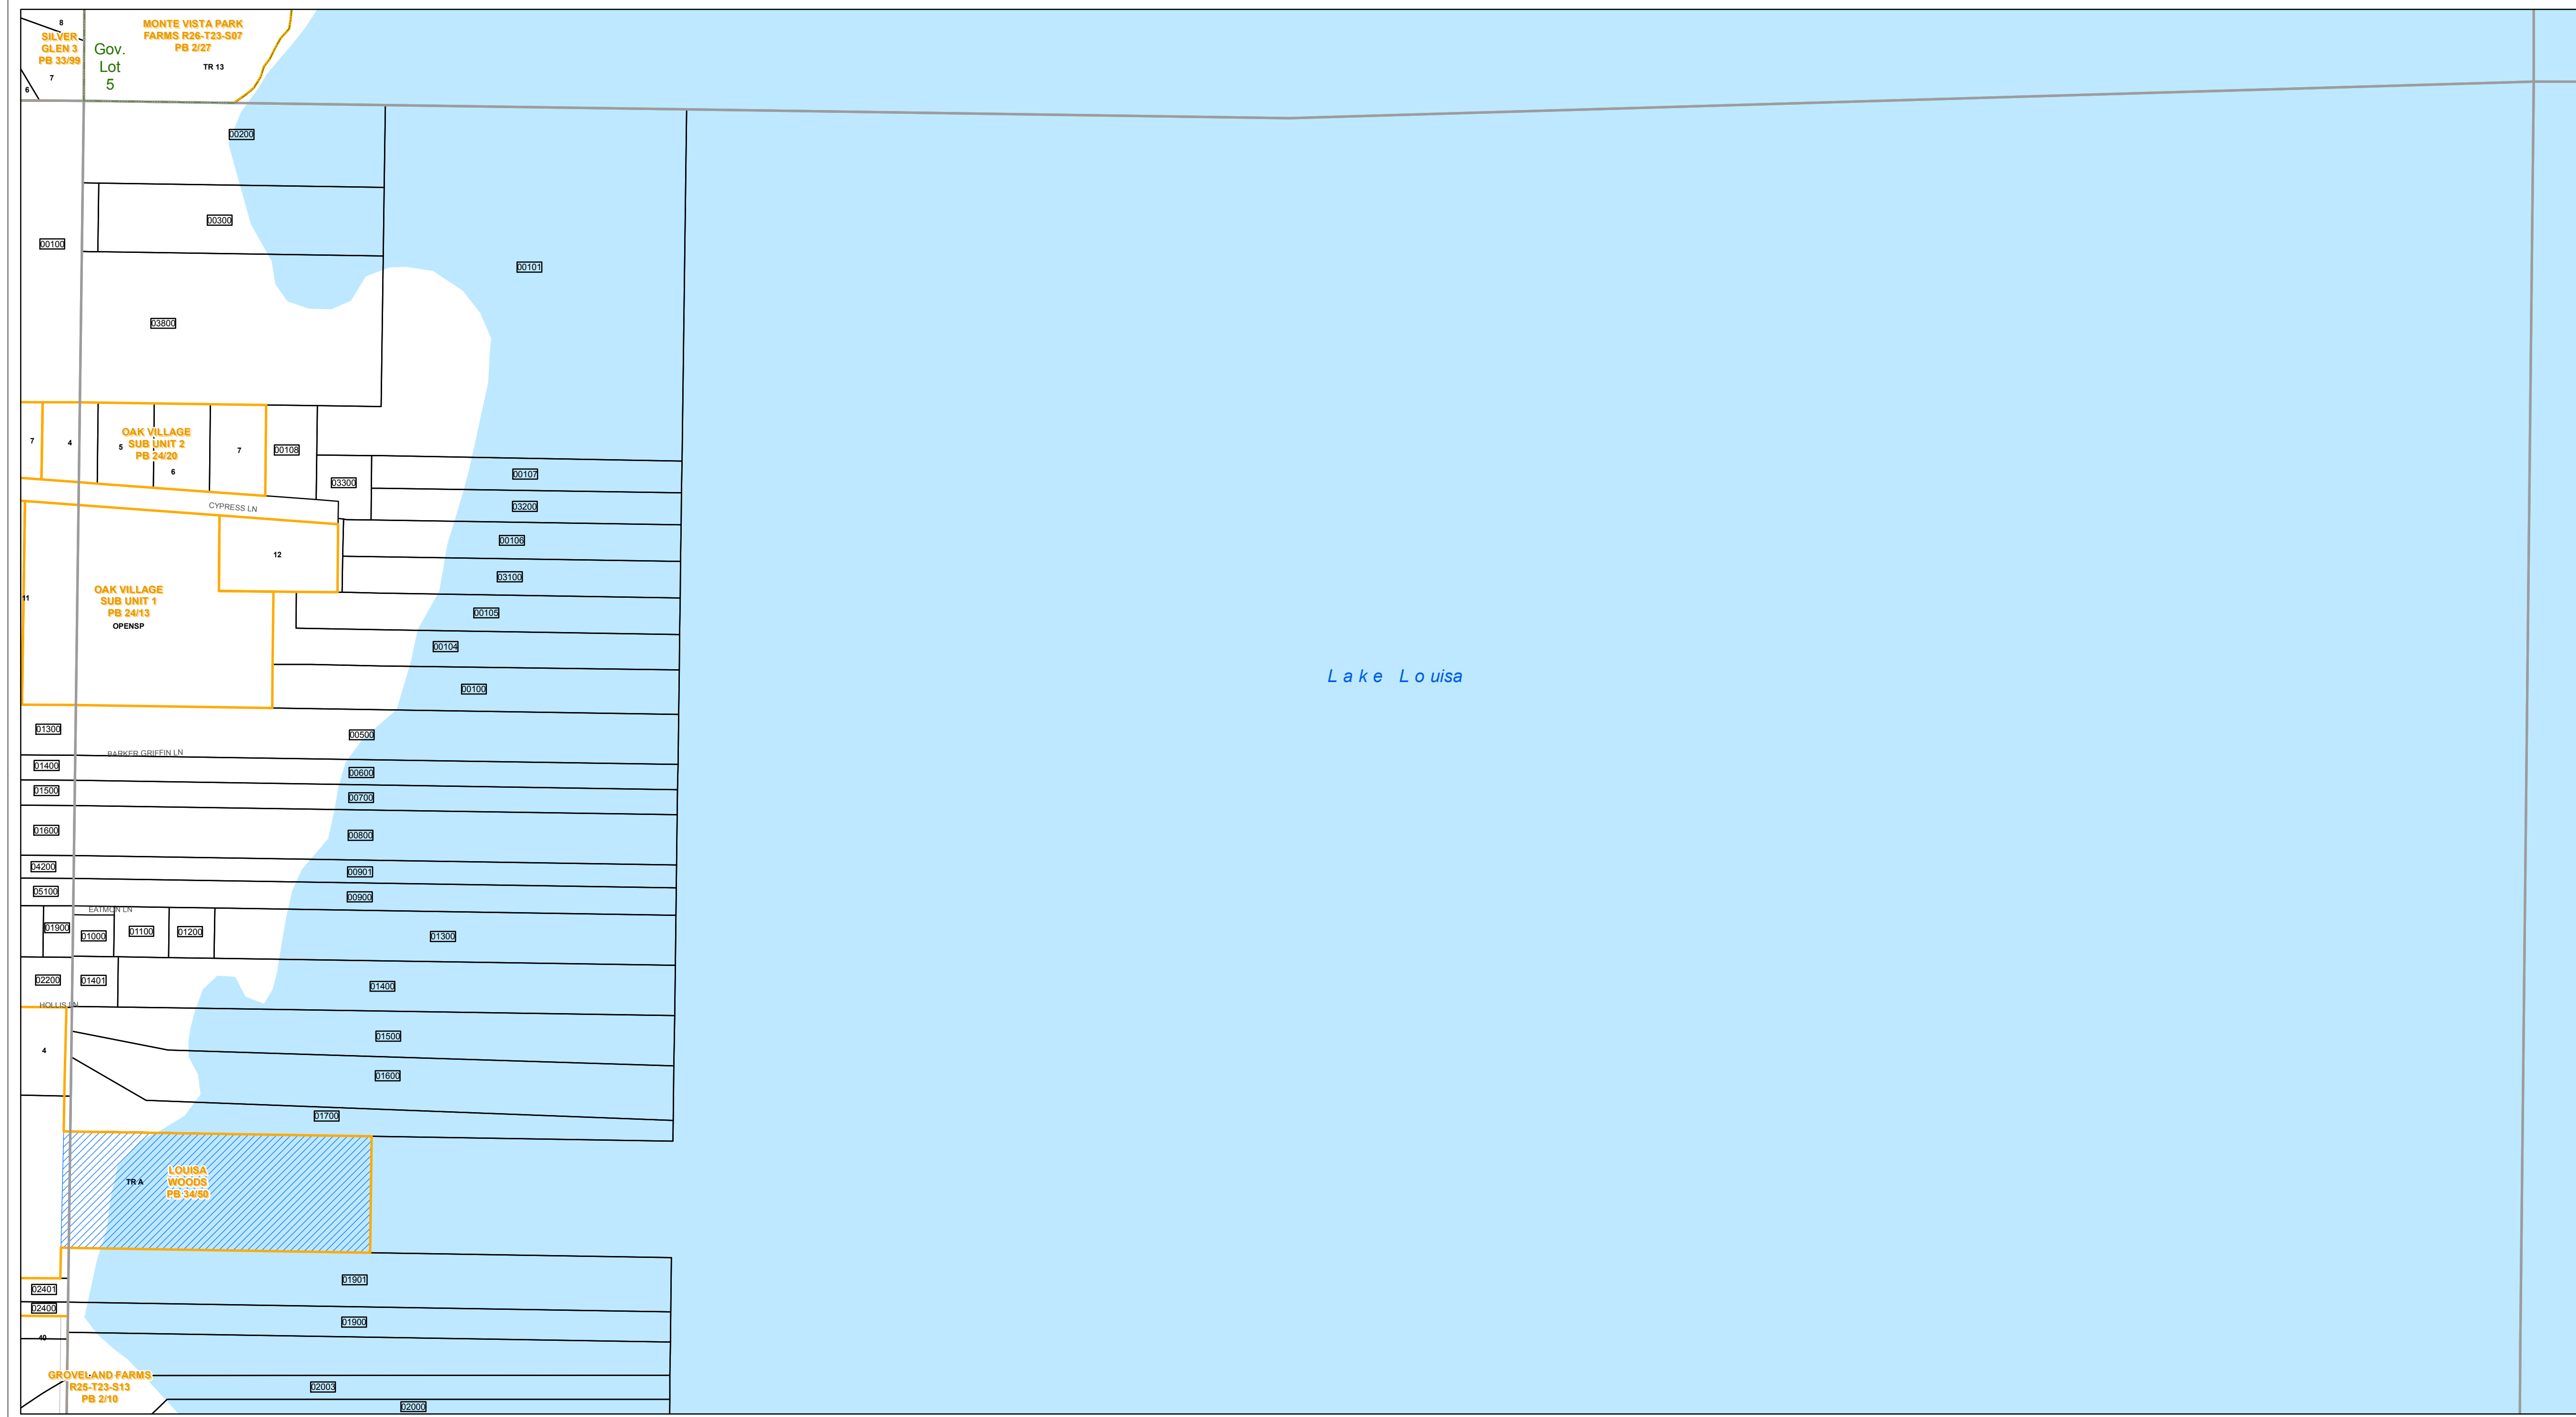 8
SILVER
GLEN 3
PB 33/99
7
6
Gov.
Lot
5
MONTE VISTA PARK
FARMS R26-T23-S07
PB 2/27
TR 13
00200
00300
00100
00101
03800
7
4
5
OAK VILLAGE
SUB UNIT 2
PB 24/20
6
7
00108
03300
00107
03200
CYPRESS LN
00106
12
03100
11
OAK VILLAGE
SUB UNIT 1
PB 24/13
OPENSP
00105
00104
00100
Lake Louisa
01300
00500
PARKER GRIFFIN LN
01400
00600
01500
00700
01600
00800
04200
00901
05100
00900
EATMON LN
01900
01000
01100
01200
01300
02200
01401
01400
HOLLIS LN
01500
4
01600
01700
LOUISA
WOODS
PB 34/50
TR A
01901
02401
02400
01900
40
GROVELAND FARMS
R25-T23-S13
PB 2/10
02003
02000